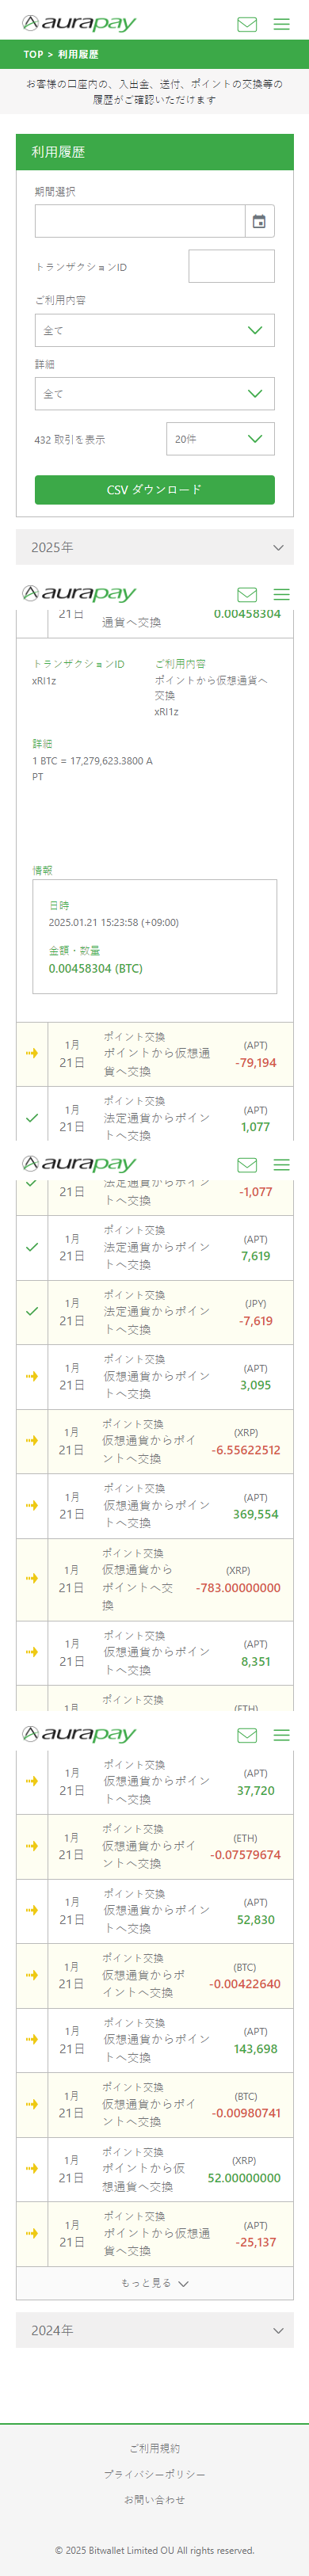 aurapay
TOP > 利用履歴
お客様の口座内の、入出金、送付、ポイントの交換等の
履歴がご確認いただけます
利用履歴
期間選択
トランザクションID
ご利用内容
全て
詳細
全て
432 取引を表示
20件
CSV ダウンロード
2025年
aurapay
21日
通貨へ交換
0.00458304
トランザクションID
xRI1z
ご利用内容
ポイントから仮想通貨へ
交換
xRI1z
詳細
1 BTC = 17,279,623.3800 A
PT
情報
日時
2025.01.21 15:23:58 (+09:00)
金額・数量
0.00458304 (BTC)
1月
21日
ポイント交換
ポイントから仮想通
貨へ交換
(APT)
-79,194
1月
21日
ポイント交換
法定通貨からポイン
トへ交換
(APT)
1,077
aurapay
21日
法定通貨からポイン
トへ交換
-1,077
1月
21日
ポイント交換
法定通貨からポイン
トへ交換
(APT)
7,619
1月
21日
ポイント交換
法定通貨からポイン
トへ交換
(JPY)
-7,619
1月
21日
ポイント交換
仮想通貨からポイン
トへ交換
(APT)
3,095
1月
21日
ポイント交換
仮想通貨からポイ
ントへ交換
(XRP)
-6.55622512
1月
21日
ポイント交換
仮想通貨からポイン
トへ交換
(APT)
369,554
1月
21日
ポイント交換
仮想通貨から
ポイントへ交
換
(XRP)
-783.00000000
1月
21日
ポイント交換
仮想通貨からポイン
トへ交換
(APT)
8,351
1月
ポイント交換
(ETH)
aurapay
1月
21日
ポイント交換
仮想通貨からポイン
トへ交換
(APT)
37,720
1月
21日
ポイント交換
仮想通貨からポイ
ントへ交換
(ETH)
-0.07579674
1月
21日
ポイント交換
仮想通貨からポイン
トへ交換
(APT)
52,830
1月
21日
ポイント交換
仮想通貨からポ
イントへ交換
(BTC)
-0.00422640
1月
21日
ポイント交換
仮想通貨からポイン
トへ交換
(APT)
143,698
1月
21日
ポイント交換
仮想通貨からポイ
ントへ交換
(BTC)
-0.00980741
1月
21日
ポイント交換
ポイントから仮
想通貨へ交換
(XRP)
52.00000000
1月
21日
ポイント交換
ポイントから仮想通
貨へ交換
(APT)
-25,137
もっと見る
2024年
ご利用規約
プライバシーポリシー
お問い合わせ
© 2025 Bitwallet Limited OU All rights reserved.